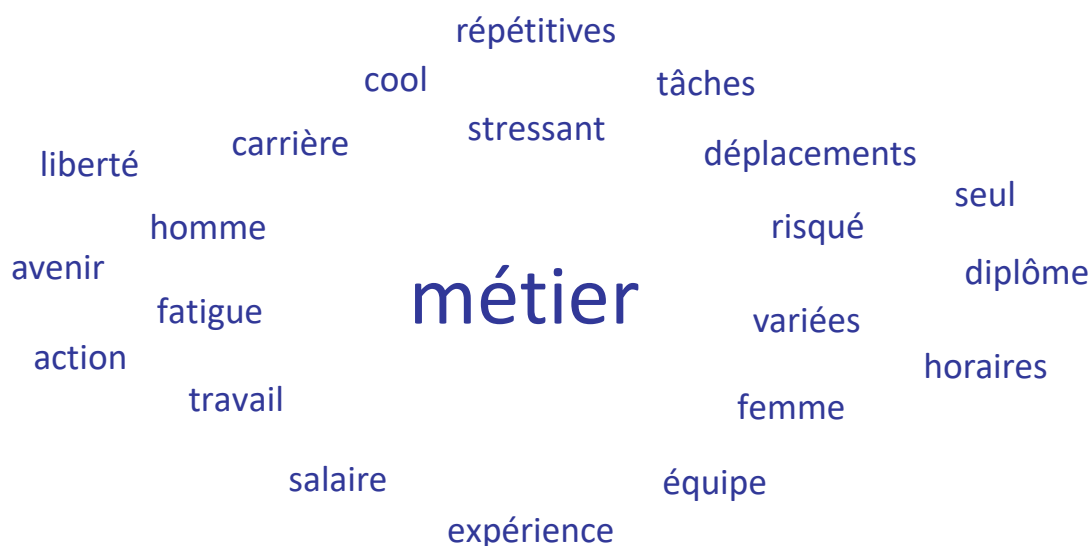 répétitives
cool
tâches
stressant
carrière
déplacements
liberté
seul
homme
risqué
avenir
diplôme
métier
fatigue
variées
action
horaires
travail
femme
salaire
équipe
expérience